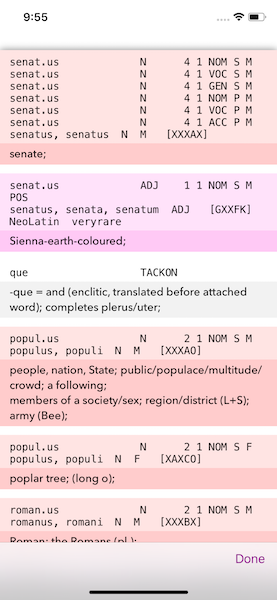 9:55
senat.us N 4 1 NOM S M
senat.us N 4 1 VOC S M
senat.us N 4 1 GEN S M
senat.us N 4 1 NOM P M
senat.us N 4 1 VOC P M
senat.us N 4 1 ACC P M
senatus, senatus N M [XXXAX]
senate;
senat.us ADJ 1 1 NOM S M
POS
senatus, senata, senatum ADJ [GXXFK]
NeoLatin veryrare
Sienna-earth-coloured;
que TACKON
-que = and (enclitic, translated before attached
word); completes plerus/uter;
popul.us N 2 1 NOM S M
populus, populi N M [XXXAO]
people, nation, State; public/populace/multitude/
crowd; a following;
members of a society/sex; region/district (L+S);
army (Bee);
popul.us N 2 1 NOM S F
populus, populi N F [XAXCO]
poplar tree; (long o);
roman.us N 2 1 NOM S M
romanus, romani N M [XXXBX]
Roman; the Romans (pl.);
Done